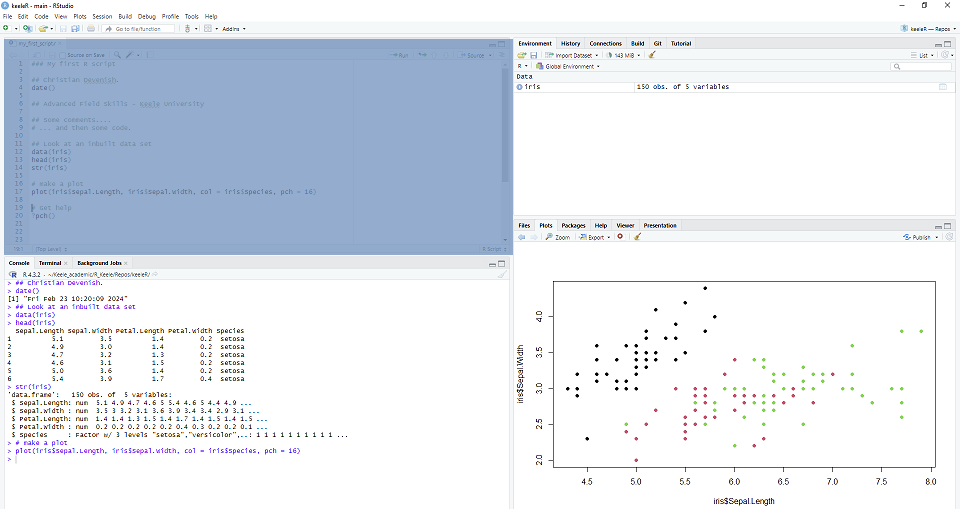 keeleR - main - RStudio
File Edit Code View Plots Session Build Debug Profile Tools Help
Go to file/function Addins
keeleR — Repos
Source on Save Run Source
1 ### My first R script
2
3 ## Christian Devenish.
4 date()
5
6 ## Advanced Field Skills - Keele University
7
8 ## Some comments....
9 # ... and then some code.
10
11 ## Look at an inbuilt data set
12 data(iris)
13 head(iris)
14 str(iris)
15
16 # make a plot
17 plot(iris$Sepal.Length, iris$Sepal.Width, col = iris$Species, pch = 16)
18
19 # Get help
20 ?pch()
21
22
23
19:1 (Top Level) R Script
Console Terminal Background Jobs
R 4.3.2 · ~/Keele_academic/R_Keele/Repos/keeleR/
> ## Christian Devenish.
> date()
[1] "Fri Feb 23 10:20:09 2024"
> ## Look at an inbuilt data set
> data(iris)
> head(iris)
Sepal.Length Sepal.Width Petal.Length Petal.Width Species
1 5.1 3.5 1.4 0.2 setosa
2 4.9 3.0 1.4 0.2 setosa
3 4.7 3.2 1.3 0.2 setosa
4 4.6 3.1 1.5 0.2 setosa
5 5.0 3.6 1.4 0.2 setosa
6 5.4 3.9 1.7 0.4 setosa
> str(iris)
'data.frame': 150 obs. of 5 variables:
$ Sepal.Length: num 5.1 4.9 4.7 4.6 5 5.4 4.6 5 4.4 4.9 ...
$ Sepal.Width : num 3.5 3 3.2 3.1 3.6 3.9 3.4 3.4 2.9 3.1 ...
$ Petal.Length: num 1.4 1.4 1.3 1.5 1.4 1.7 1.4 1.5 1.4 1.5 ...
$ Petal.Width : num 0.2 0.2 0.2 0.2 0.2 0.4 0.3 0.2 0.2 0.1 ...
$ Species : Factor w/ 3 levels "setosa","versicolor",..: 1 1 1 1 1 1 1 1 1 1 ...
> # make a plot
> plot(iris$Sepal.Length, iris$Sepal.Width, col = iris$Species, pch = 16)
>
Environment History Connections Build Git Tutorial
Import Dataset 143 MiB List
R Global Environment
Data
iris 150 obs. of 5 variables
Files Plots Packages Help Viewer Presentation
Zoom Export Publish
iris$Sepal.Width
4.0
3.5
3.0
2.5
2.0
4.5 5.0 5.5 6.0 6.5 7.0 7.5 8.0
iris$Sepal.Length